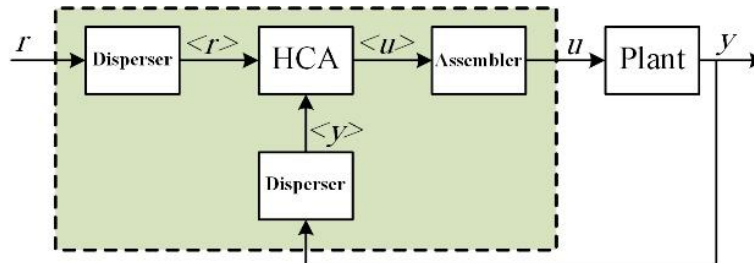 r
Disperser
<r>
HCA
<u>
Assembler
u
Plant
y
<y>
Disperser